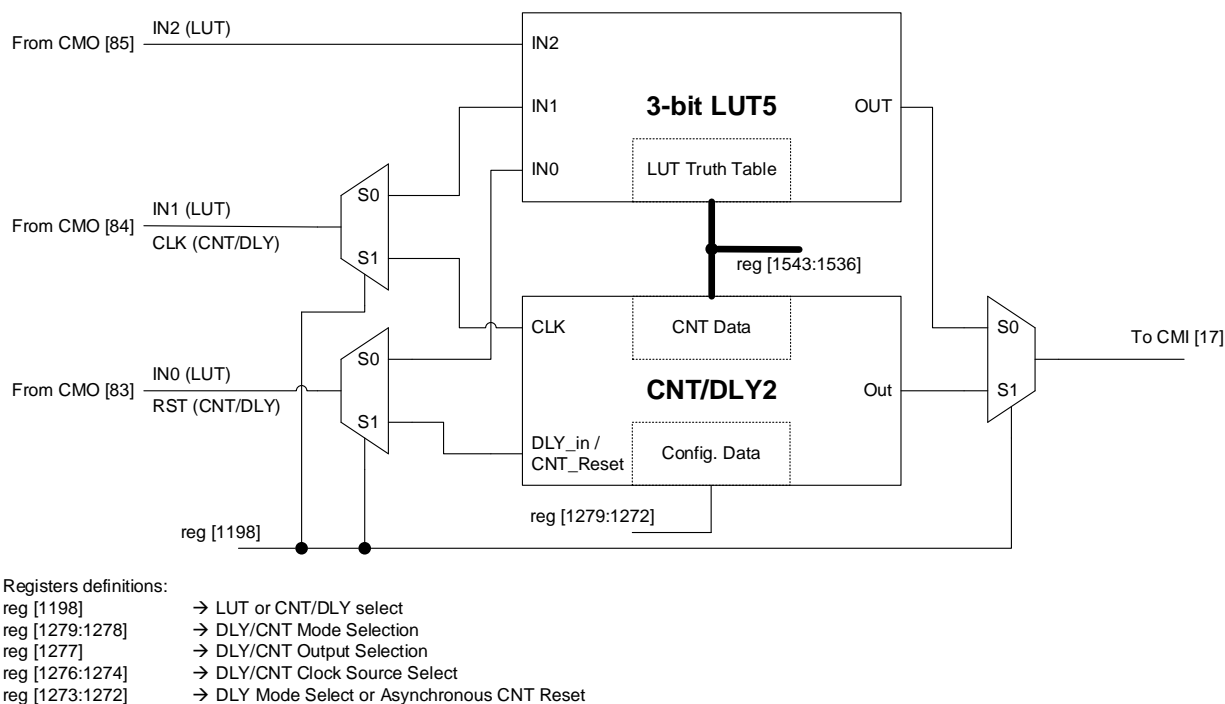 IN2 (LUT)
From CMO [85]
IN2
3-bit LUT5
IN1
OUT
LUT Truth Table
IN0
S0
IN1 (LUT)
From CMO [84]
CLK (CNT/DLY)
S1
reg [1543:1536]
CLK
CNT Data
S0
To CMI [17]
S0
IN0 (LUT)
From CMO [83]
RST (CNT/DLY)
CNT/DLY2
Out
S1
S1
DLY_in /
CNT_Reset
Config. Data
reg [1279:1272]
reg [1198]
Registers definitions:
reg [1198] → LUT or CNT/DLY select
reg [1279:1278] → DLY/CNT Mode Selection
reg [1277] → DLY/CNT Output Selection
reg [1276:1274] → DLY/CNT Clock Source Select
reg [1273:1272] → DLY Mode Select or Asynchronous CNT Reset